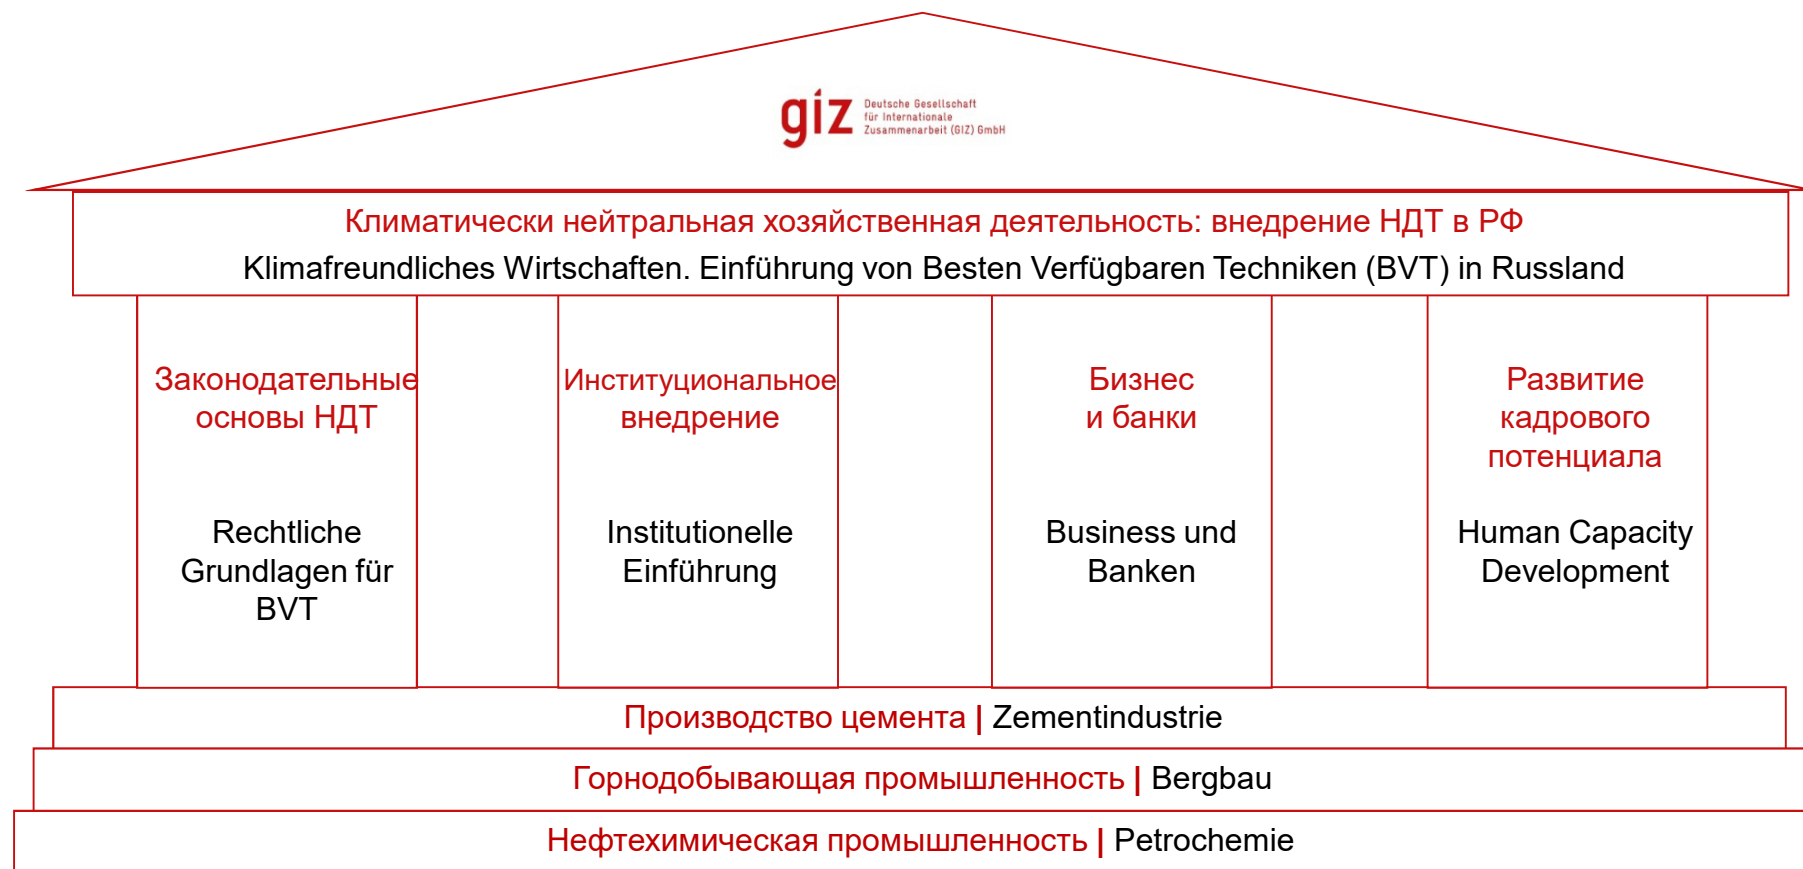 giz
Deutsche Gesellschaft
für Internationale
Zusammenarbeit (GIZ) GmbH
Климатически нейтральная хозяйственная деятельность: внедрение НДТ в РФ
Klimafreundliches Wirtschaften. Einführung von Besten Verfügbaren Techniken (BVT) in Russland
Законодательные
основы НДТ
Rechtliche
Grundlagen für
BVT
Институциональное
внедрение
Institutionelle
Einführung
Бизнес
и банки
Business und
Banken
Развитие
кадрового
потенциала
Human Capacity
Development
Производство цемента | Zementindustrie
Горнодобывающая промышленность | Bergbau
Нефтехимическая промышленность | Petrochemie